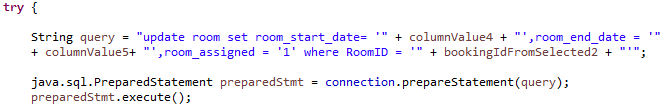 try {
String query = "update room set room_start_date= '" + columnValue4 + "',room_end_date = '"
+ columnValue5+ "',room_assigned = '1' where RoomID = '" + bookingIdFromSelected2 + "'";
java.sql.PreparedStatement preparedStmt = connection.prepareStatement(query);
preparedStmt.execute();